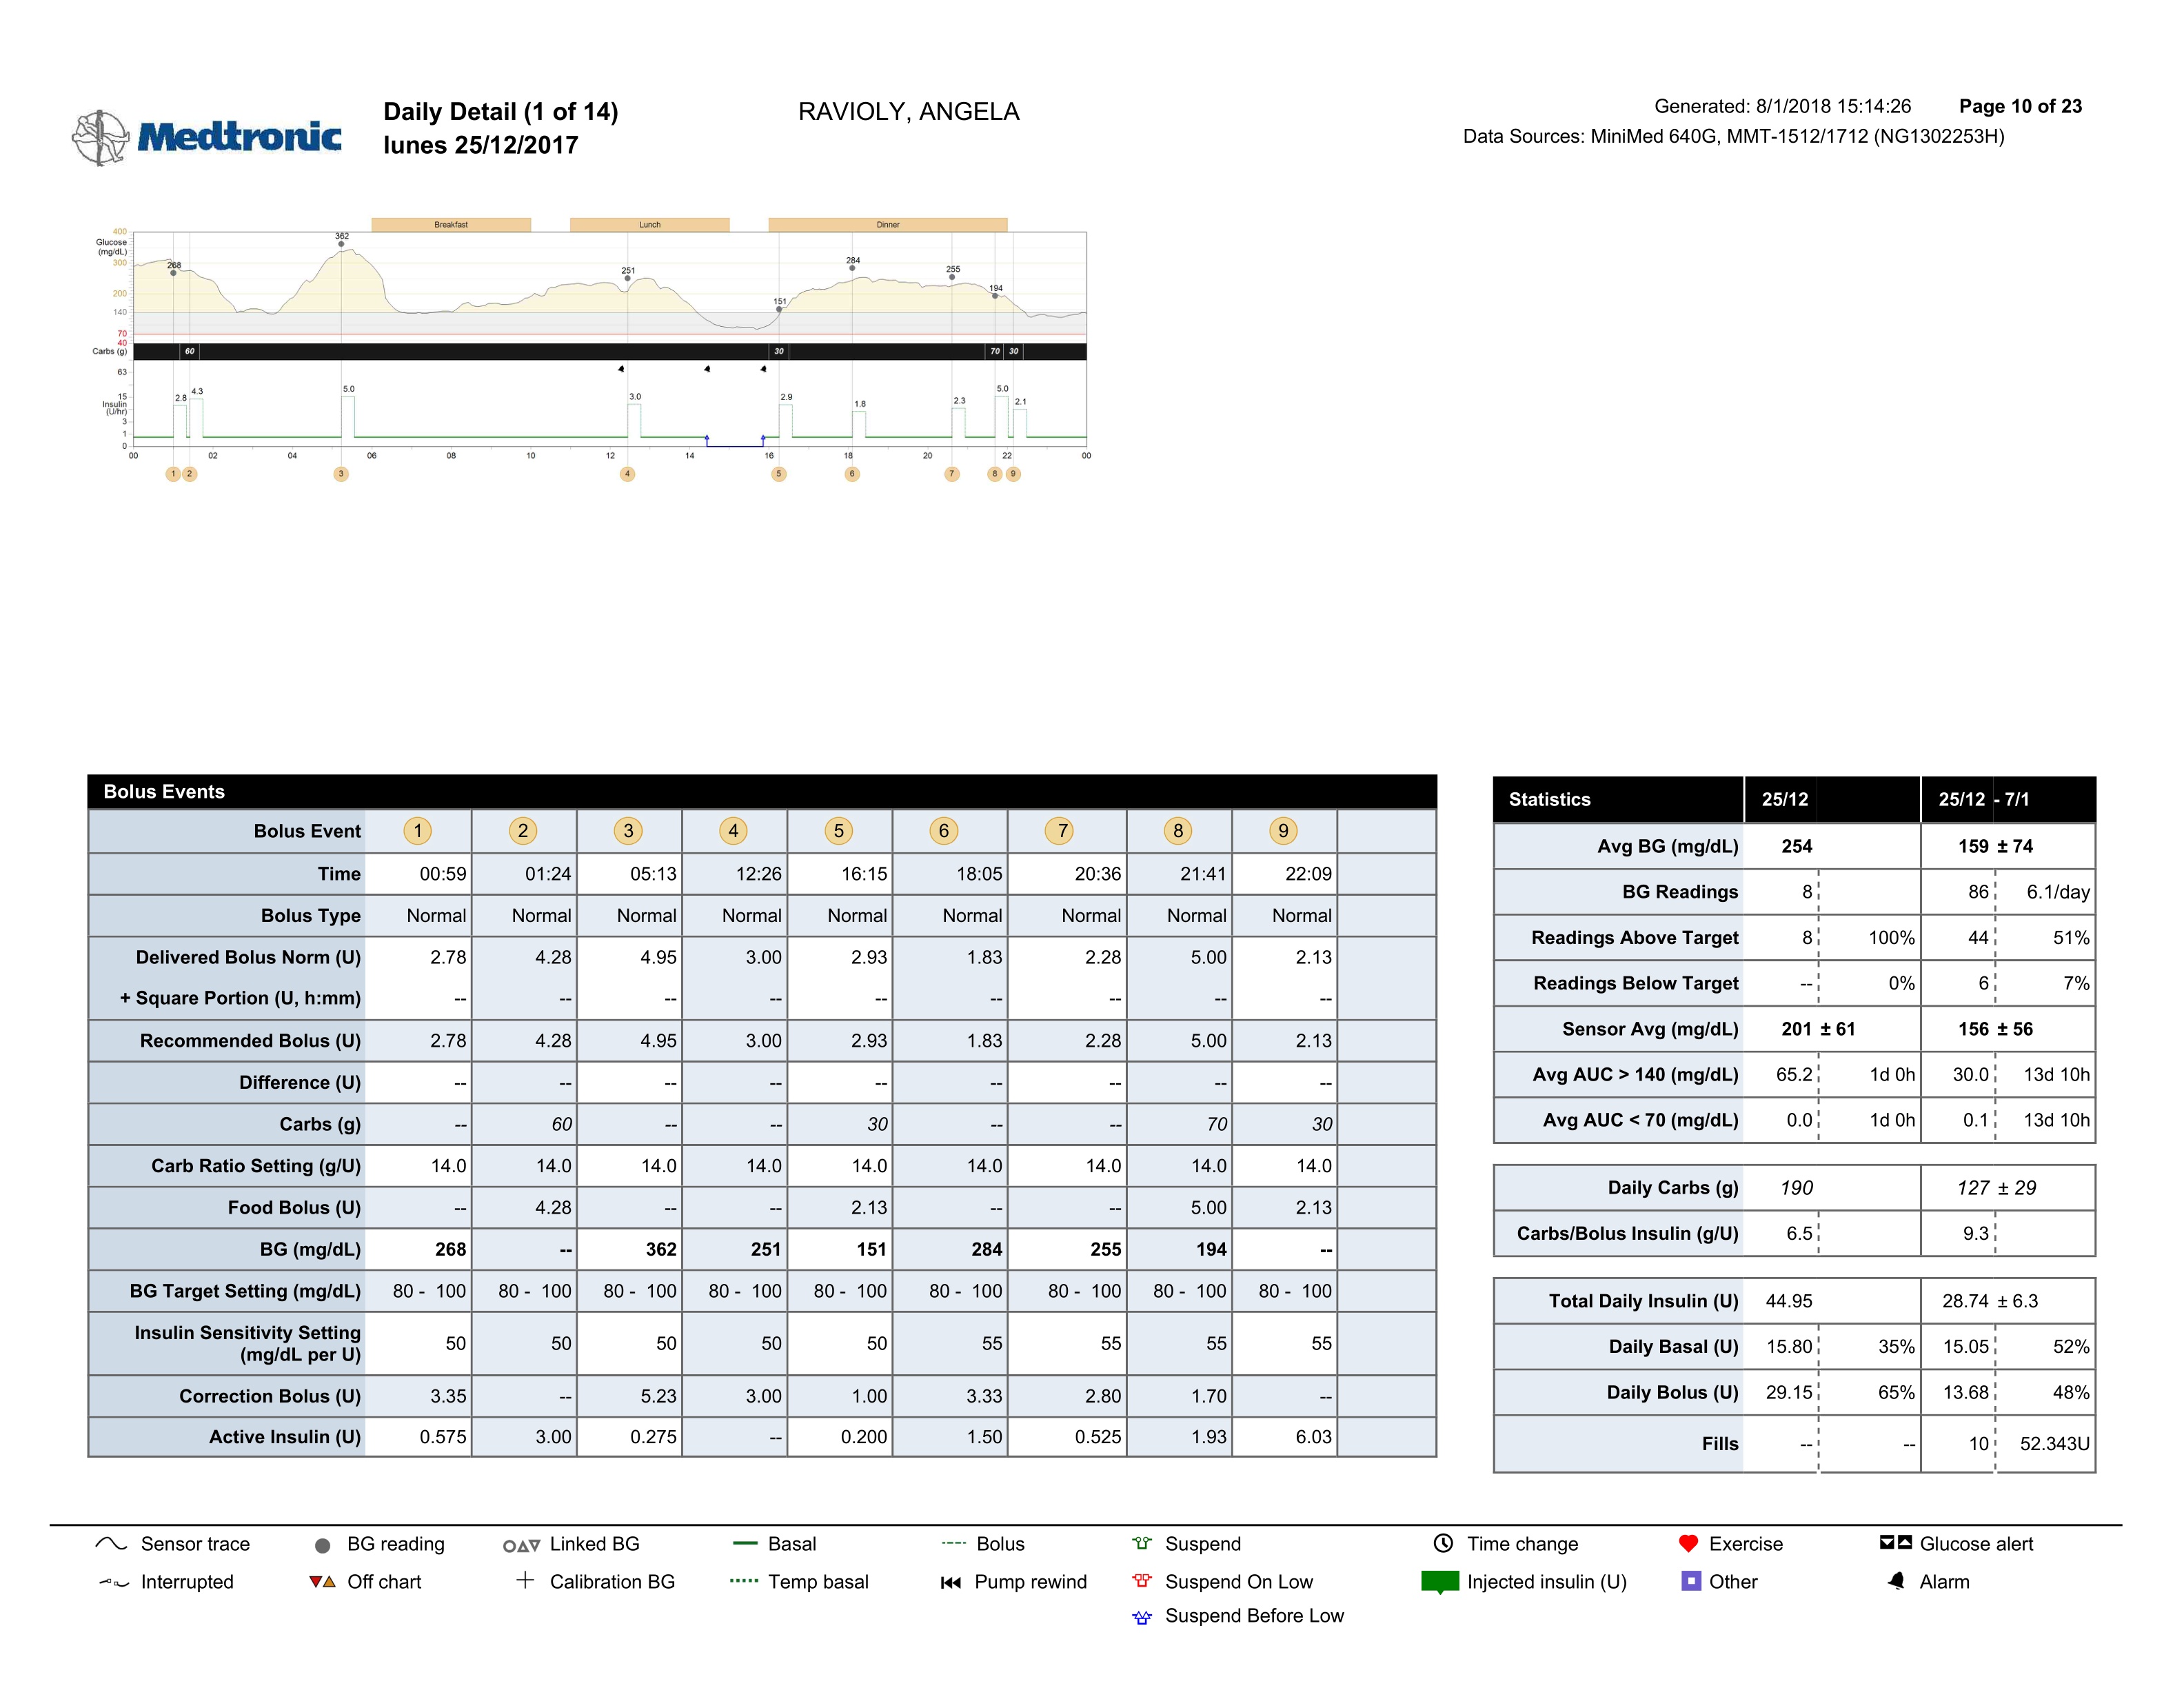 Medtronic
Daily Detail (1 of 14)
lunes 25/12/2017
RAVIOLY, ANGELA
Generated: 8/1/2018 15:14:26 Page 10 of 23
Data Sources: MiniMed 640G, MMT-1512/1712 (NG1302253H)
Breakfast Lunch Dinner
400
Glucose
(mg/dL)
300
200
140
70
40
268 362 251 151 284 255 194
Carbs (g) 60 30 70 30
63
15
Insulin
(U/hr)
3
1
0
2.8 4.3 5.0 3.0 2.9 1.8 2.3 5.0 2.1
00 02 04 06 08 10 12 14 16 18 20 22 00
1 2 3 4 5 6 7 8 9
Bolus Events
Bolus Event 1 2 3 4 5 6 7 8 9
Time 00:59 01:24 05:13 12:26 16:15 18:05 20:36 21:41 22:09
Bolus Type Normal Normal Normal Normal Normal Normal Normal Normal Normal
Delivered Bolus Norm (U) 2.78 4.28 4.95 3.00 2.93 1.83 2.28 5.00 2.13
+ Square Portion (U, h:mm) -- -- -- -- -- -- -- -- --
Recommended Bolus (U) 2.78 4.28 4.95 3.00 2.93 1.83 2.28 5.00 2.13
Difference (U) -- -- -- -- -- -- -- -- --
Carbs (g) -- 60 -- -- 30 -- -- 70 30
Carb Ratio Setting (g/U) 14.0 14.0 14.0 14.0 14.0 14.0 14.0 14.0 14.0
Food Bolus (U) -- 4.28 -- -- 2.13 -- -- 5.00 2.13
BG (mg/dL) 268 -- 362 251 151 284 255 194 --
BG Target Setting (mg/dL) 80 - 100 80 - 100 80 - 100 80 - 100 80 - 100 80 - 100 80 - 100 80 - 100 80 - 100
Insulin Sensitivity Setting
(mg/dL per U) 50 50 50 50 50 55 55 55 55
Correction Bolus (U) 3.35 -- 5.23 3.00 1.00 3.33 2.80 1.70 --
Active Insulin (U) 0.575 3.00 0.275 -- 0.200 1.50 0.525 1.93 6.03
Statistics 25/12 25/12 - 7/1
Avg BG (mg/dL) 254 159 ± 74
BG Readings 8 86 6.1/day
Readings Above Target 8 100% 44 51%
Readings Below Target -- 0% 6 7%
Sensor Avg (mg/dL) 201 ± 61 156 ± 56
Avg AUC > 140 (mg/dL) 65.2 1d 0h 30.0 13d 10h
Avg AUC < 70 (mg/dL) 0.0 1d 0h 0.1 13d 10h
Daily Carbs (g) 190 127 ± 29
Carbs/Bolus Insulin (g/U) 6.5 9.3
Total Daily Insulin (U) 44.95 28.74 ± 6.3
Daily Basal (U) 15.80 35% 15.05 52%
Daily Bolus (U) 29.15 65% 13.68 48%
Fills -- -- 10 52.343U
Sensor trace BG reading Linked BG Basal Bolus Suspend Time change Exercise Glucose alert
Interrupted Off chart Calibration BG Temp basal Pump rewind Suspend On Low Injected insulin (U) Other Alarm
Suspend Before Low